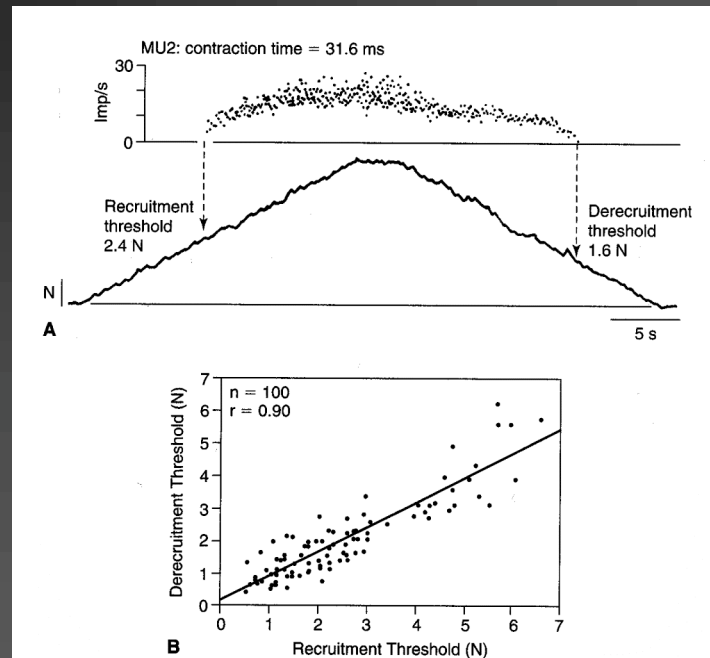 MU2: contraction time = 31.6 ms
30
Imp/s
0
Recruitment
threshold
2.4 N
Derecruitment
threshold
1.6 N
N
A
5 s
7
6
5
4
3
2
1
0
Derecruitment Threshold (N)
n = 100
r = 0.90
0 1 2 3 4 5 6 7
B
Recruitment Threshold (N)